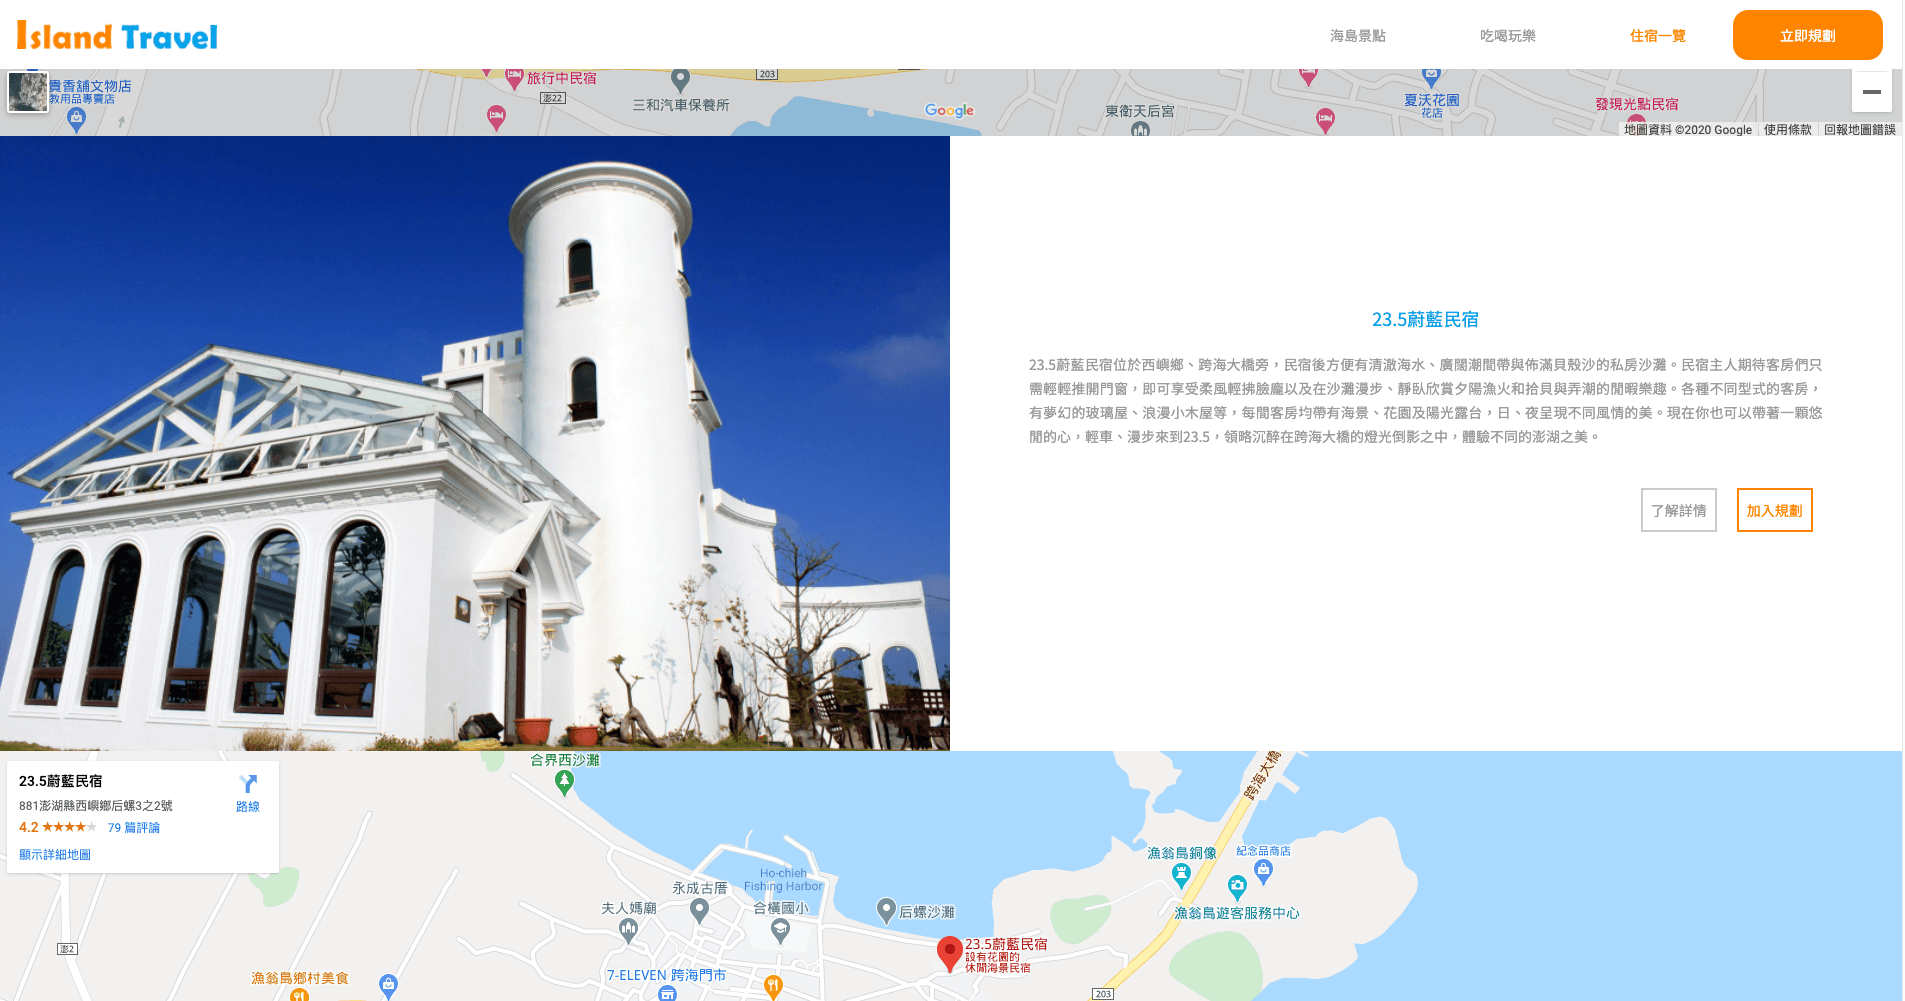 Island Travel
海島景點
吃喝玩樂
住宿一覽
立即規劃
貴香舖文物店
教用品專賣店
旅行中民宿
澎22
三和汽車保養所
203
Google
東衛天后宮
夏沃花園
花店
發現光點民宿
地圖資料 ©2020 Google
使用條款
回報地圖錯誤
23.5蔚藍民宿
23.5蔚藍民宿位於西嶼鄉、跨海大橋旁，民宿後方便有清澈海水、廣闊潮間帶與佈滿貝殼沙的私房沙灘。民宿主人期待客房們只
需輕輕推開門窗，即可享受柔風輕拂臉龐以及在沙灘漫步、靜臥欣賞夕陽漁火和拾貝與弄潮的閒暇樂趣。各種不同型式的客房，
有夢幻的玻璃屋、浪漫小木屋等，每間客房均帶有海景、花園及陽光露台，日、夜呈現不同風情的美。現在你也可以帶著一顆悠
閒的心，輕車、漫步來到23.5，領略沉醉在跨海大橋的燈光倒影之中，體驗不同的澎湖之美。
了解詳情
加入規劃
23.5蔚藍民宿
881澎湖縣西嶼鄉后螺3之2號
4.2 ★★★★★ 79 篇評論
顯示詳細地圖
路線
合界西沙灘
跨海大橋
漁翁島銅像
紀念品商店
Ho-chieh
Fishing Harbor
永成古厝
夫人媽廟
合橫國小
后螺沙灘
漁翁島遊客服務中心
澎2
23.5蔚藍民宿
設有花園的
休閒海景民宿
漁翁島鄉村美食
7-ELEVEN 跨海門市
203